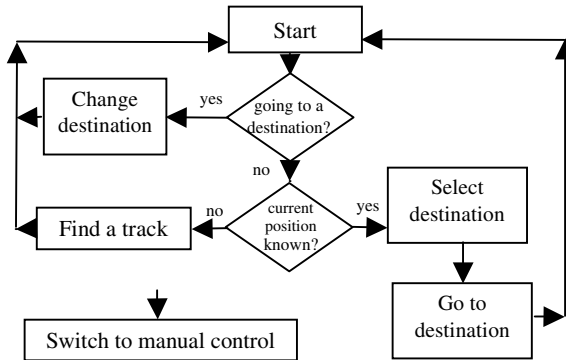 Start
Change
destination
yes
going to a
destination?
no
Find a track
no
current
position
known?
yes
Select
destination
Go to
destination
Switch to manual control